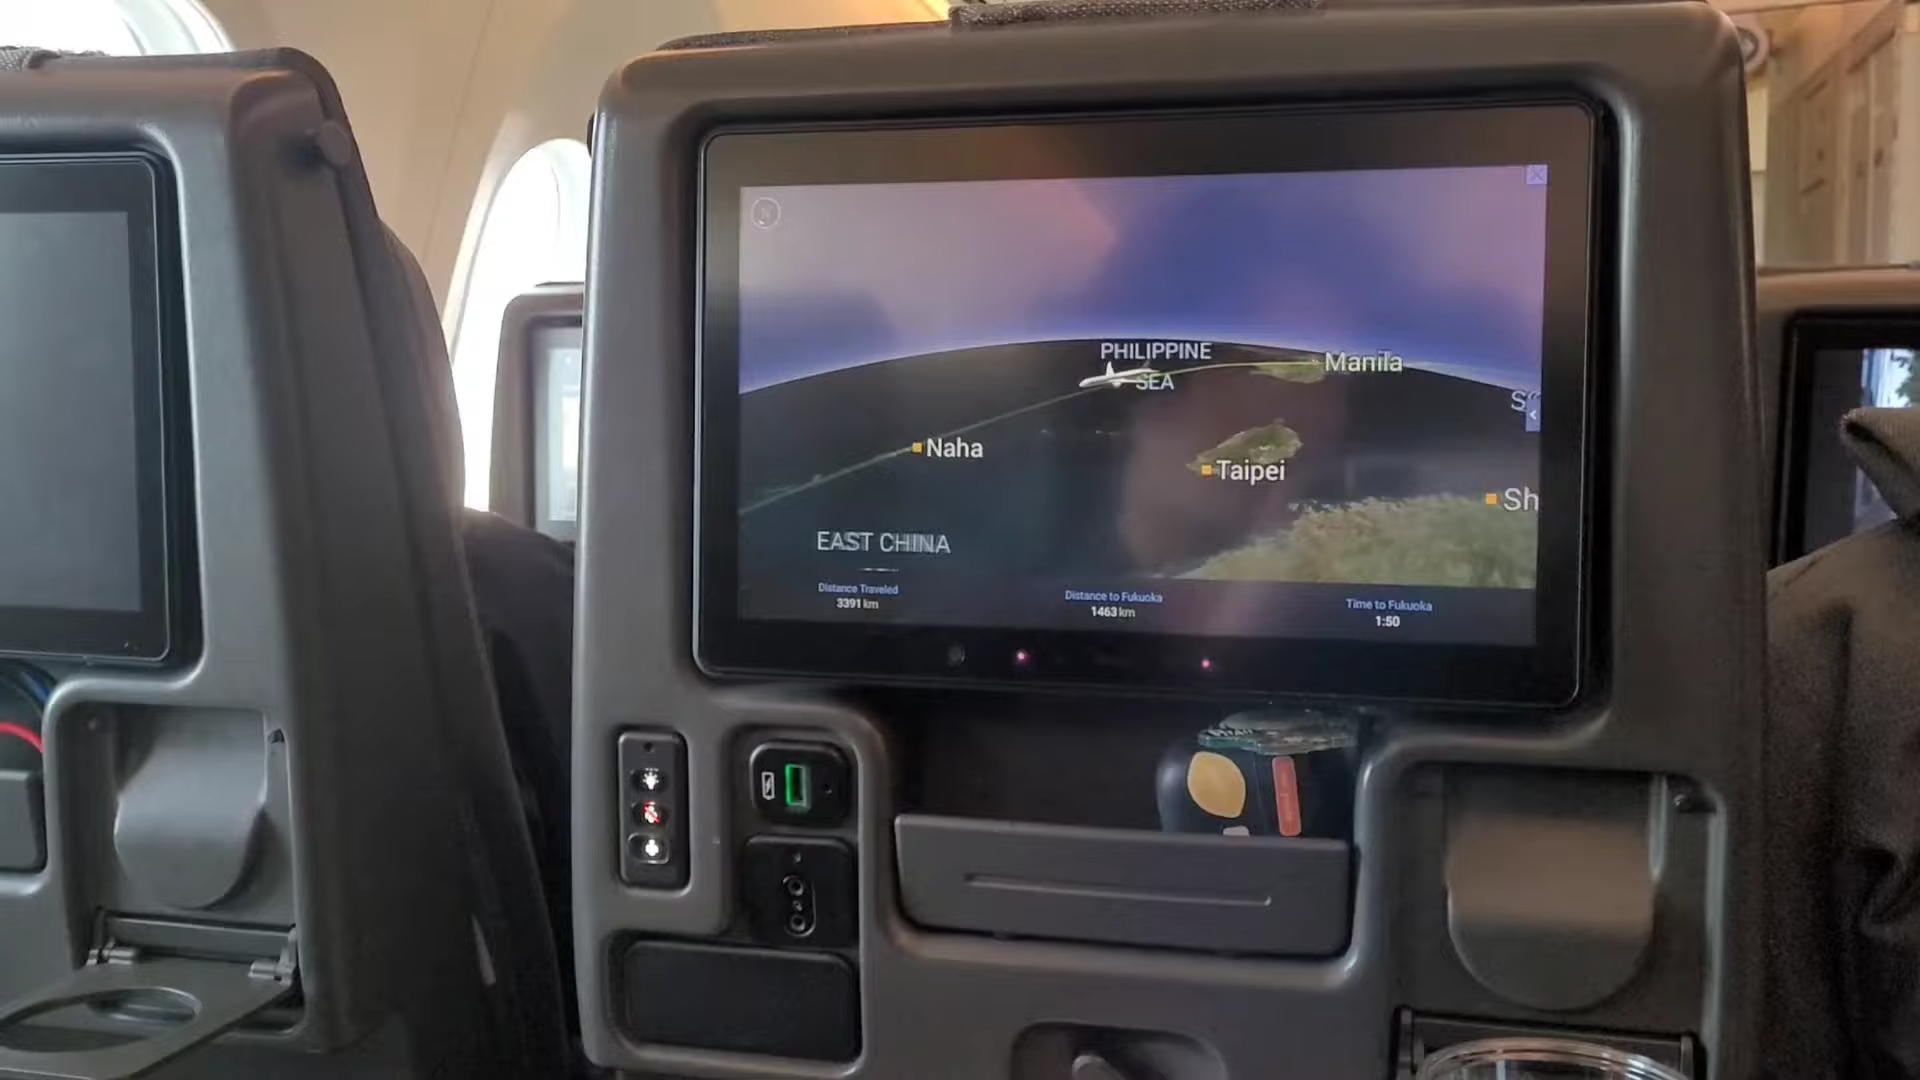 N
PHILIPPINE
SEA
Manila
Naha
Taipei
Sh
EAST CHINA
Distance Traveled
3391 km
Distance to Fukuoka
1463 km
Time to Fukuoka
1:50